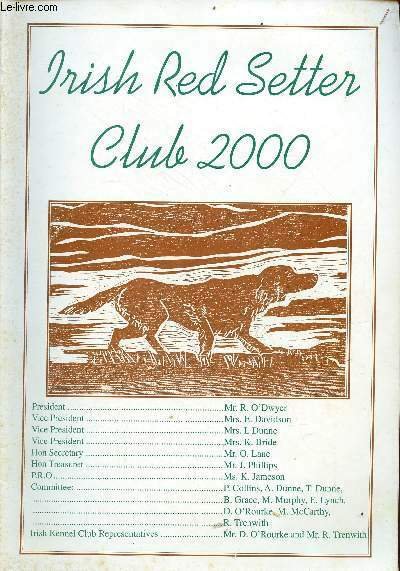 Le-livre.com
Irish Red Setter
Club 2000
President ........ Mr. R. O'Dwyer
Vice President ........ Mrs. E. Davidson
Vice President ........ Mrs. I. Dunne
Vice President ........ Mrs. K. Bride
Hon Secretary ........ Mr. O. Lane
Hon Treasurer ........ Mr. J. Phillips
P.R.O. ........ Ms. K. Jameson
Committee: ........ P. Collins, A. Dunne, T. Dunne,
........ B. Grace, M. Murphy, E. Lynch,
........ D. O'Rourke, M. McCarthy,
........ R. Trenwith
Irish Kennel Club Representatives ........ Mr. D. O'Rourke and Mr. R. Trenwith